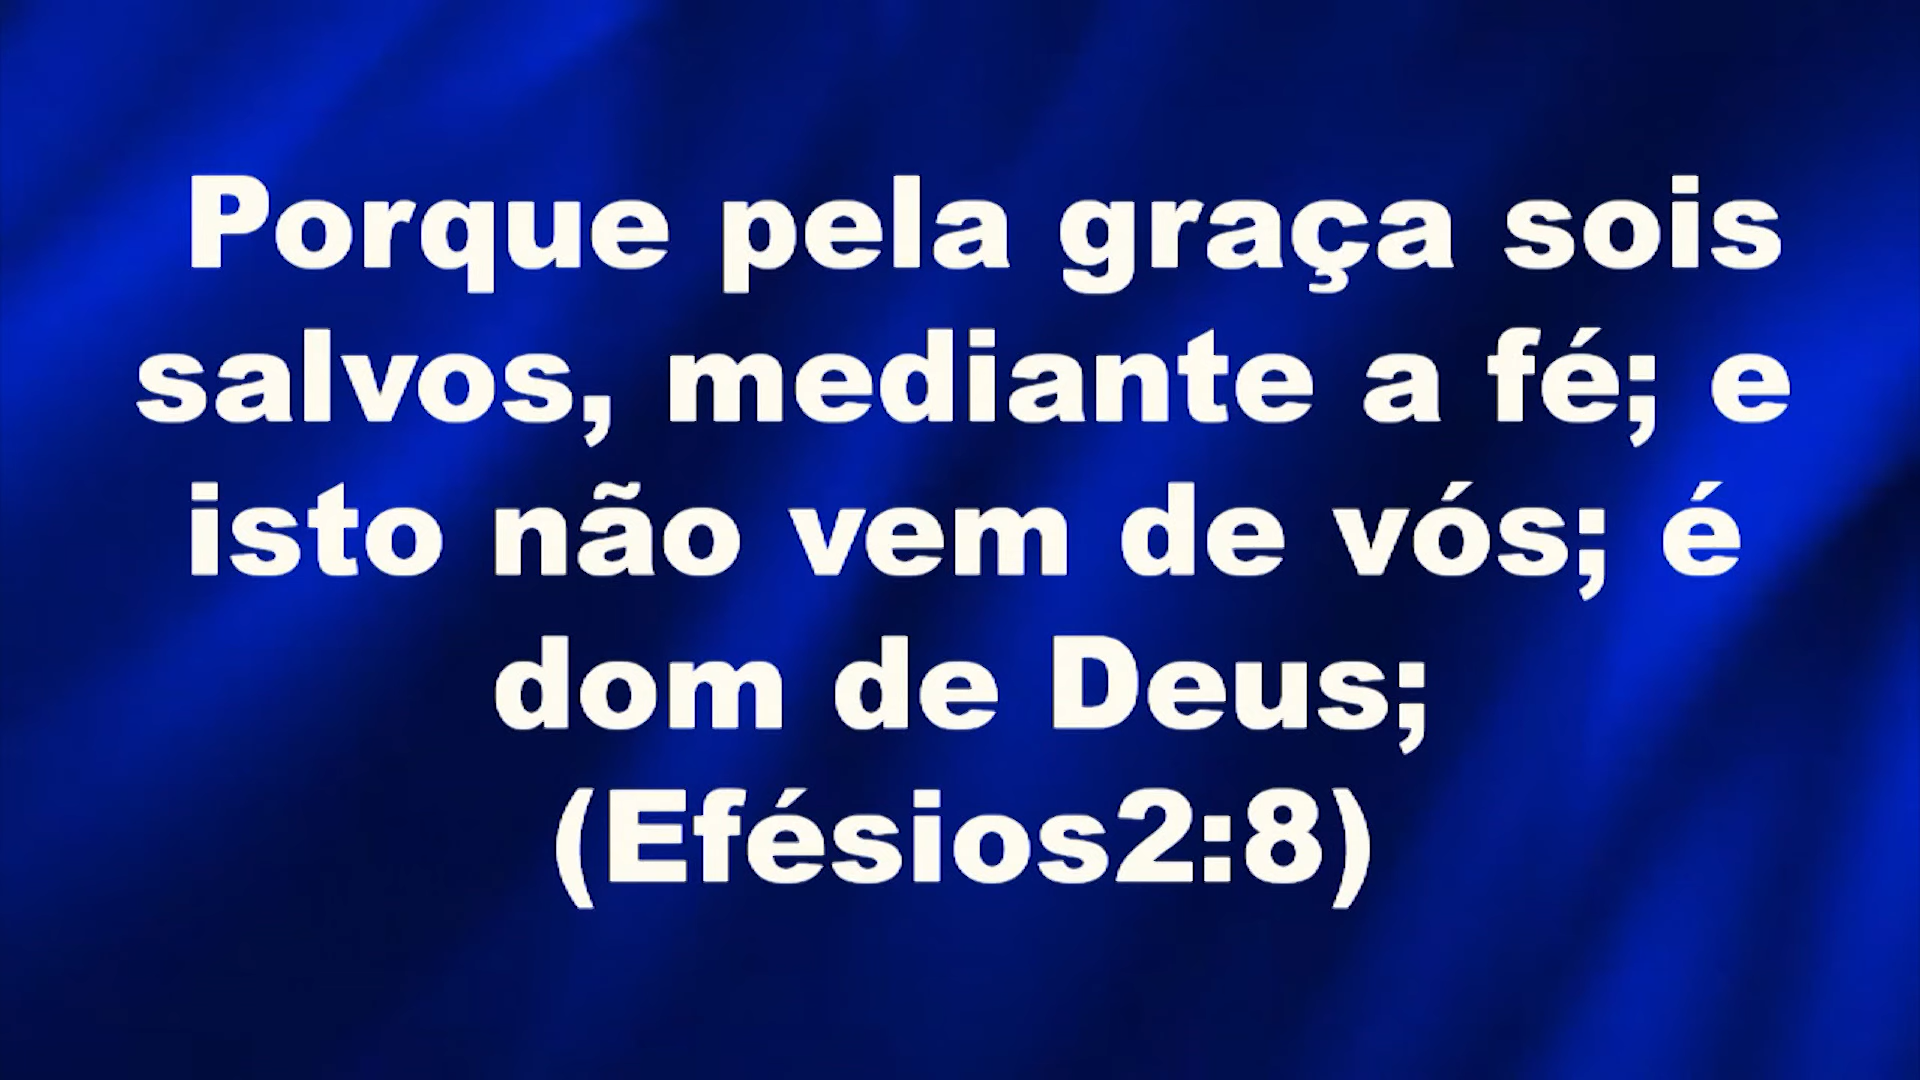 Porque pela graça sois
salvos, mediante a fé; e
isto não vem de vós; é
dom de Deus;
(Efésios2:8)